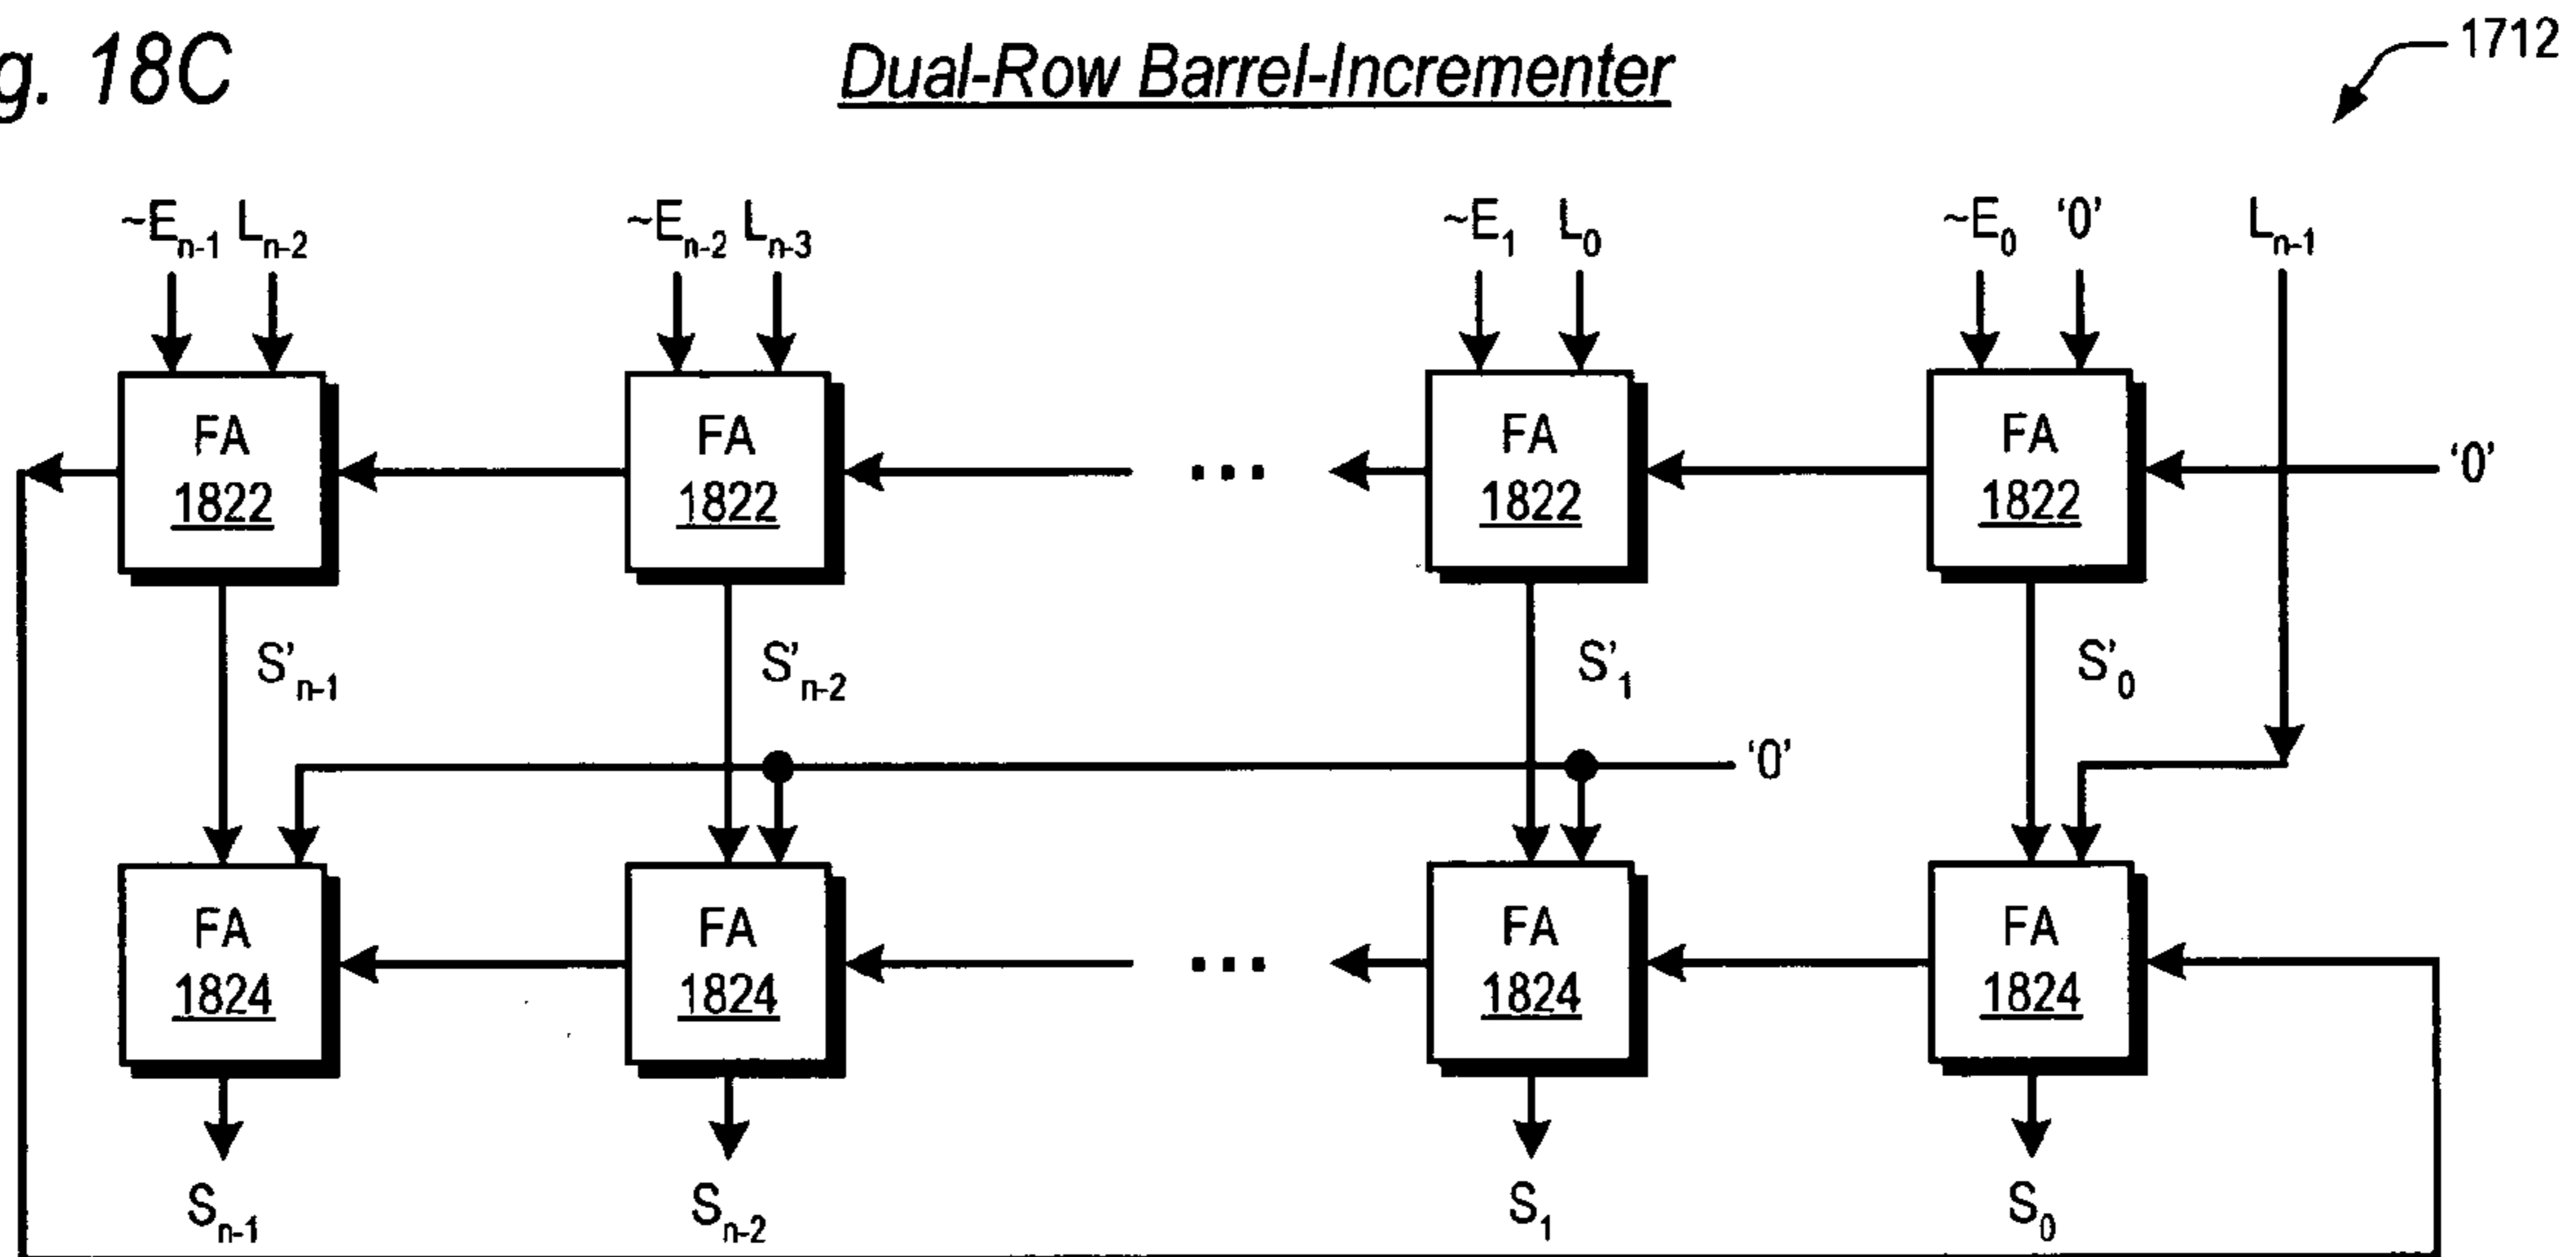 g. 18C
Dual-Row Barrel-Incrementer
1712
~Eₙ₋₁ Lₙ₋₂ ~Eₙ₋₂ Lₙ₋₃ ~E₁ L₀ ~E₀ '0' Lₙ₋₁
FA FA FA FA
1822 1822 ... 1822 1822 '0'
S'ₙ₋₁ S'ₙ₋₂ S'₁ S'₀
'0'
FA FA FA FA
1824 1824 ... 1824 1824
Sₙ₋₁ Sₙ₋₂ S₁ S₀